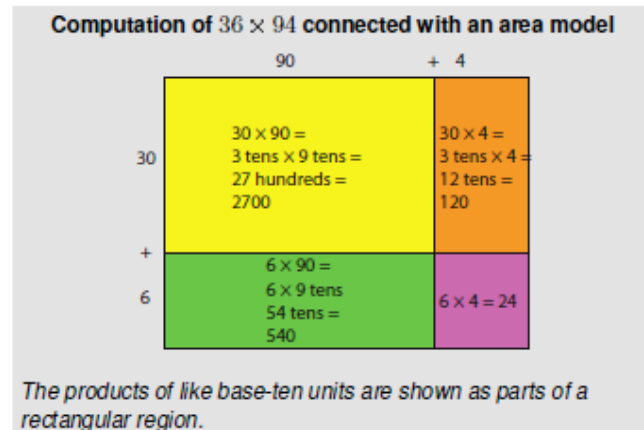 Computation of 36 × 94 connected with an area model
90 + 4
30
30 × 90 =
3 tens × 9 tens =
27 hundreds =
2700
30 × 4 =
3 tens × 4 =
12 tens =
120
+
6
6 × 90 =
6 × 9 tens
54 tens =
540
6 × 4 = 24
The products of like base-ten units are shown as parts of a
rectangular region.